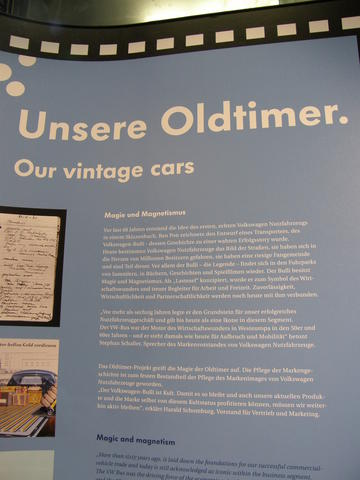 Unsere Oldtimer.
Our vintage cars
Magie und Magnetismus
Vor fast 60 Jahren entstand die Idee des ersten, echten Volkswagen Nutzfahrzeugs
in einem Skizzenbuch. Ben Pon zeichnete den Entwurf eines Transporters, des
Volkswagen-Bulli - dessen Geschichte zu einer wahren Erfolgsstory wurde.
Heute bestimmen Volkswagen Nutzfahrzeuge das Bild der Straßen, sie haben sich in
die Herzen von Millionen Besitzern gefahren, sie haben eine riesige Fangemeinde
und sind Teil dieser. Vor allem der Bulli – die Legende – findet sich in den Fuhrparks
von Sammlern, in Büchern, Geschichten und Spielfilmen wieder. Der Bulli besitzt
Magie und Magnetismus. Als „Lastesel“ konzipiert, wurde er zum Symbol des Wirt-
schaftswunders und treuer Begleiter für Arbeit und Freizeit. Zuverlässigkeit,
Wirtschaftlichkeit und Partnerschaftlichkeit werden noch heute mit ihm verbunden.
„Vor mehr als sechzig Jahren legte er den Grundstein für unser erfolgreiches
Nutzfahrzeuggeschäft und gilt bis heute als eine Ikone in diesem Segment.
Der VW-Bus war der Motor des Wirtschaftswunders in Westeuropa in den 50er und
60er Jahren – und er steht damals wie heute für Aufbruch und Mobilität“ betont
Stephan Schaller, Sprecher des Markenvorstandes von Volkswagen Nutzfahrzeuge.
Das Oldtimer-Projekt greift die Magie der Oldtimer auf. Die Pflege der Markenge-
schichte ist zum festen Bestandteil der Pflege des Markenimages von Volkswagen
Nutzfahrzeuge geworden.
„Der Volkswagen-Bulli ist Kult. Damit es so bleibt und auch unsere aktuellen Produk-
te und die Marke selbst von diesem Kultstatus profitieren können, müssen wir weiter-
hin aktiv bleiben“, erklärt Harald Schomburg, Vorstand für Vertrieb und Marketing.
Magic and magnetism
„More than sixty years ago, it laid down the foundations for our successful commercial-
vehicle trade and today is still acknowledged as iconic within the business segment.
The VW Bus was the driving force of the